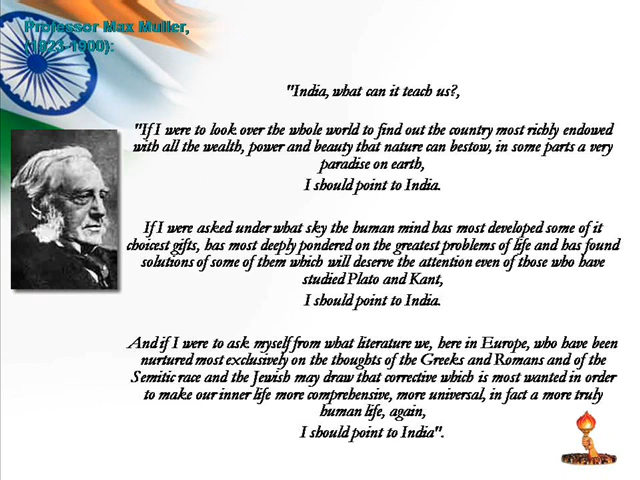 Professor Max Muller,
(1823-1900):
"India, what can it teach us?,
"If I were to look over the whole world to find out the country most richly endowed
with all the wealth, power and beauty that nature can bestow, in some parts a very
paradise on earth,
I should point to India.
If I were asked under what sky the human mind has most developed some of it
choicest gifts, has most deeply pondered on the greatest problems of life and has found
solutions of some of them which will deserve the attention even of those who have
studied Plato and Kant,
I should point to India.
And if I were to ask myself from what literature we, here in Europe, who have been
nurtured most exclusively on the thoughts of the Greeks and Romans and of the
Semitic race and the Jewish may draw that corrective which is most wanted in order
to make our inner life more comprehensive, more universal, in fact a more truly
human life, again,
I should point to India".